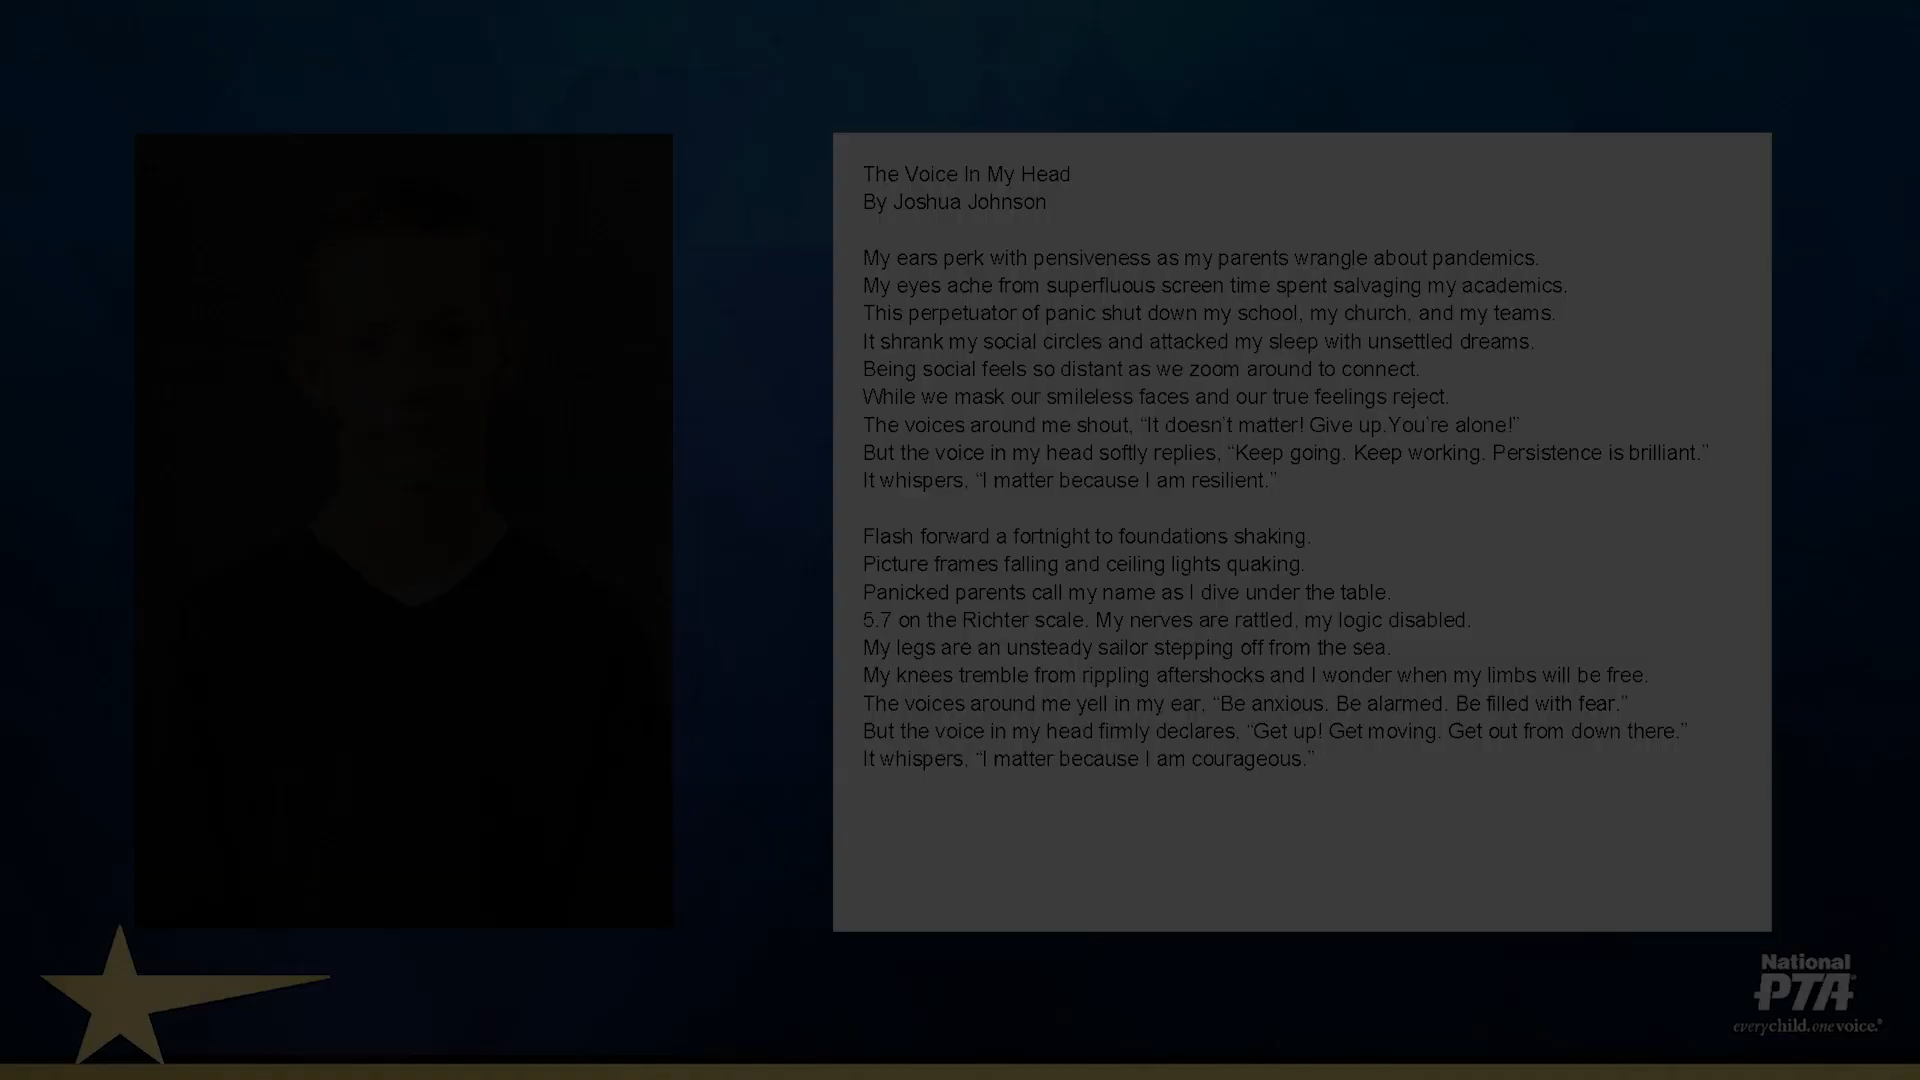 The Voice In My Head
By Joshua Johnson
My ears perk with pensiveness as my parents wrangle about pandemics.
My eyes ache from superfluous screen time spent salvaging my academics.
This perpetuator of panic shut down my school, my church, and my teams.
It shrank my social circles and attacked my sleep with unsettled dreams.
Being social feels so distant as we zoom around to connect.
While we mask our smileless faces and our true feelings reject.
The voices around me shout, “It doesn’t matter! Give up.You’re alone!”
But the voice in my head softly replies, “Keep going. Keep working. Persistence is brilliant.”
It whispers, “I matter because I am resilient.”
Flash forward a fortnight to foundations shaking.
Picture frames falling and ceiling lights quaking.
Panicked parents call my name as I dive under the table.
5.7 on the Richter scale. My nerves are rattled, my logic disabled.
My legs are an unsteady sailor stepping off from the sea.
My knees tremble from rippling aftershocks and I wonder when my limbs will be free.
The voices around me yell in my ear, “Be anxious. Be alarmed. Be filled with fear.”
But the voice in my head firmly declares, “Get up! Get moving. Get out from down there.”
It whispers, “I matter because I am courageous.”
National
PTA®
everychild.onevoice.®